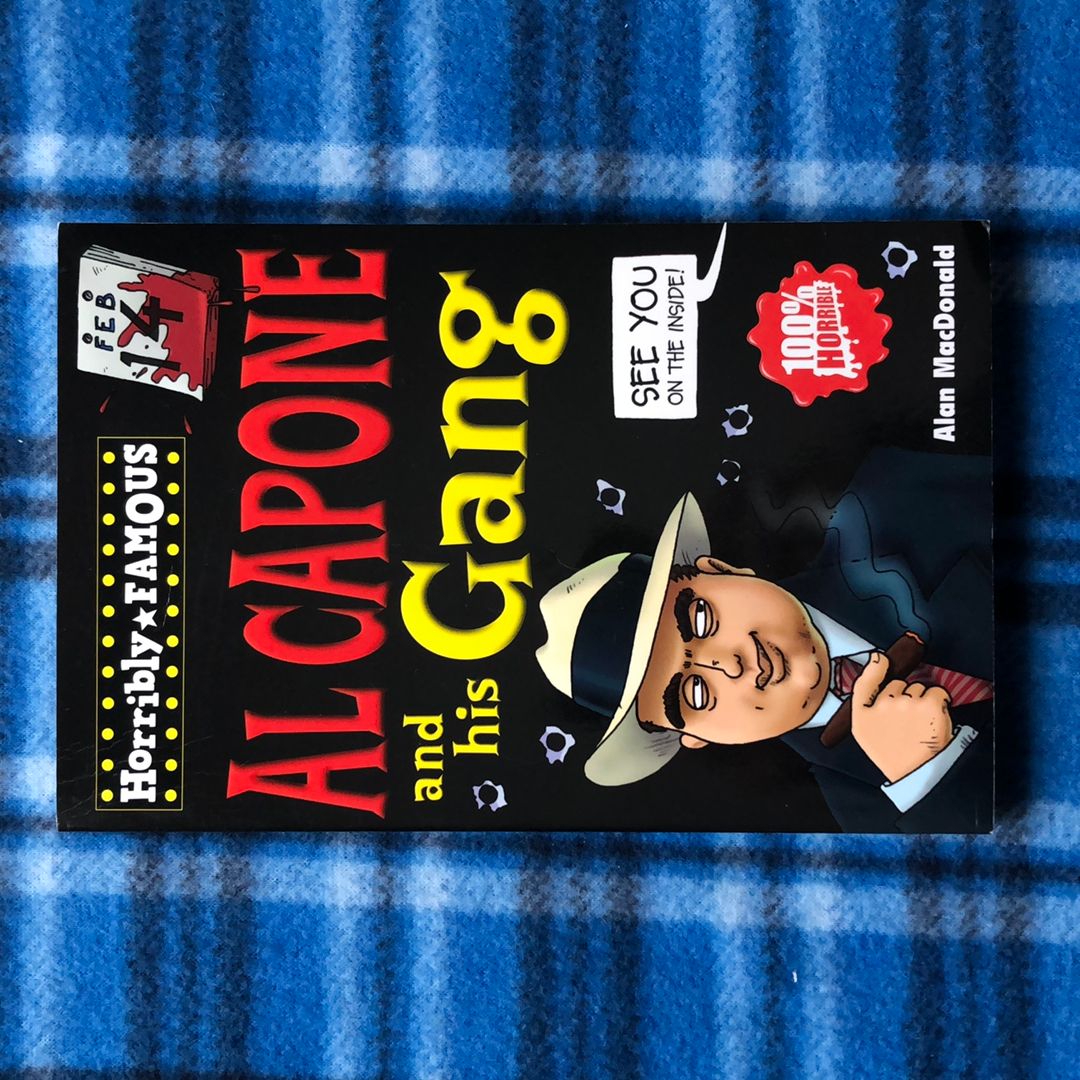 Horribly★FAMOUS
FEB
14
AL CAPONE
and
his
Gang
SEE YOU
ON THE INSIDE!
100%
HORRIBLE
Alan MacDonald